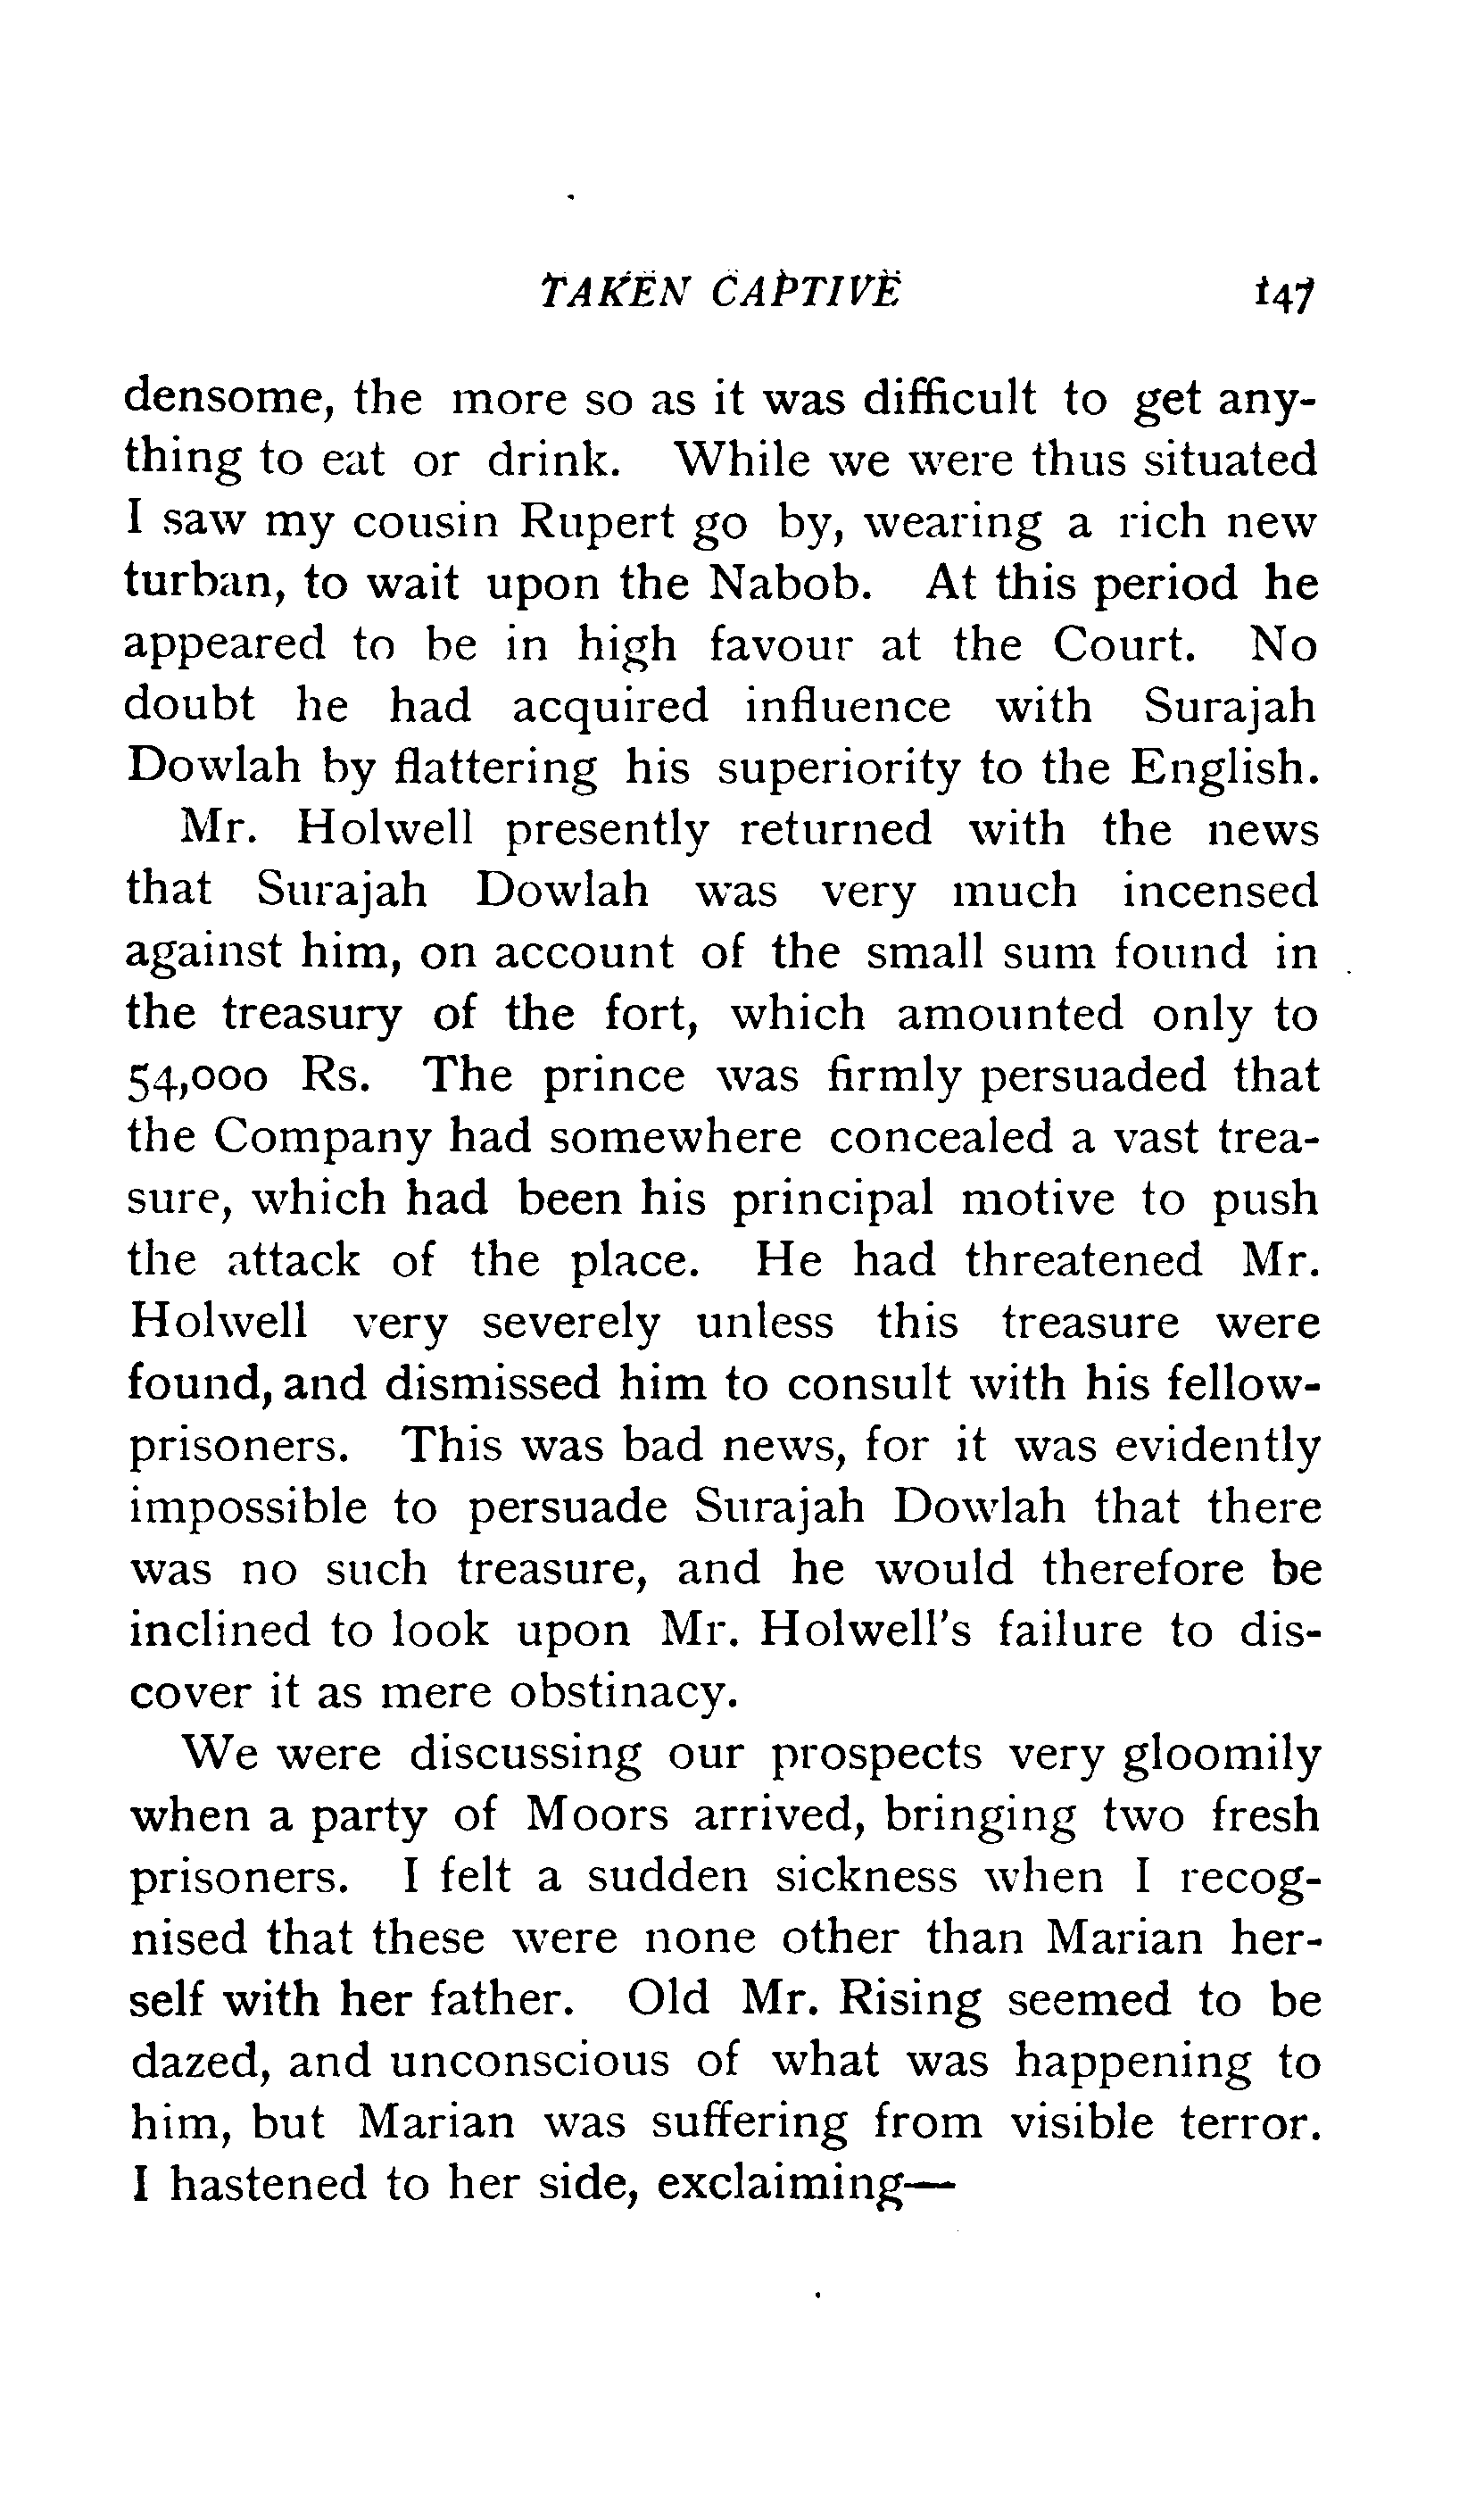 TAKEN CAPTIVE 147
densome, the more so as it was difficult to get any-
thing to eat or drink. While we were thus situated
I saw my cousin Rupert go by, wearing a rich new
turban, to wait upon the Nabob. At this period he
appeared to be in high favour at the Court. No
doubt he had acquired influence with Surajah
Dowlah by flattering his superiority to the English.
Mr. Holwell presently returned with the news
that Surajah Dowlah was very much incensed
against him, on account of the small sum found in
the treasury of the fort, which amounted only to
54,000 Rs. The prince was firmly persuaded that
the Company had somewhere concealed a vast trea-
sure, which had been his principal motive to push
the attack of the place. He had threatened Mr.
Holwell very severely unless this treasure were
found, and dismissed him to consult with his fellow-
prisoners. This was bad news, for it was evidently
impossible to persuade Surajah Dowlah that there
was no such treasure, and he would therefore be
inclined to look upon Mr. Holwell's failure to dis-
cover it as mere obstinacy.
We were discussing our prospects very gloomily
when a party of Moors arrived, bringing two fresh
prisoners. I felt a sudden sickness when I recog-
nised that these were none other than Marian her-
self with her father. Old Mr. Rising seemed to be
dazed, and unconscious of what was happening to
him, but Marian was suffering from visible terror.
I hastened to her side, exclaiming—